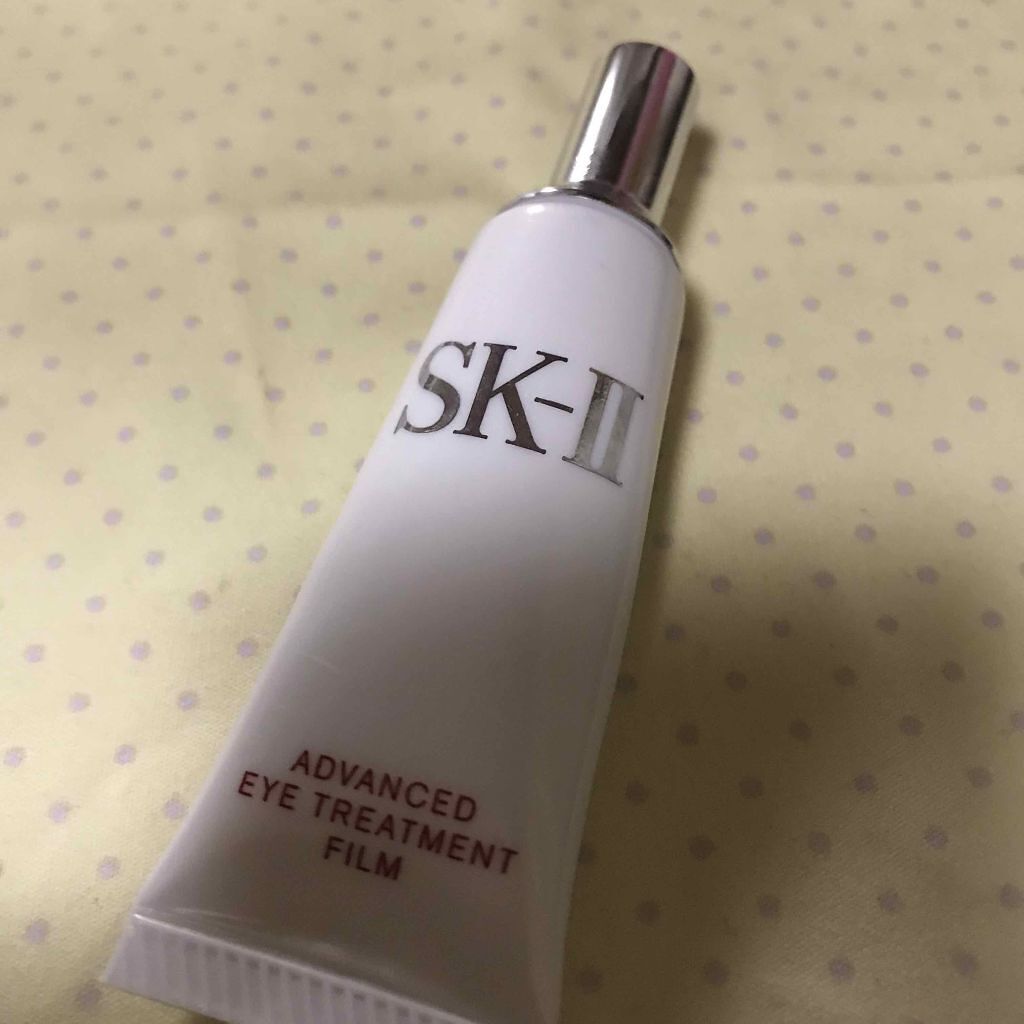 SK-II
ADVANCED
EYE TREATMENT
FILM